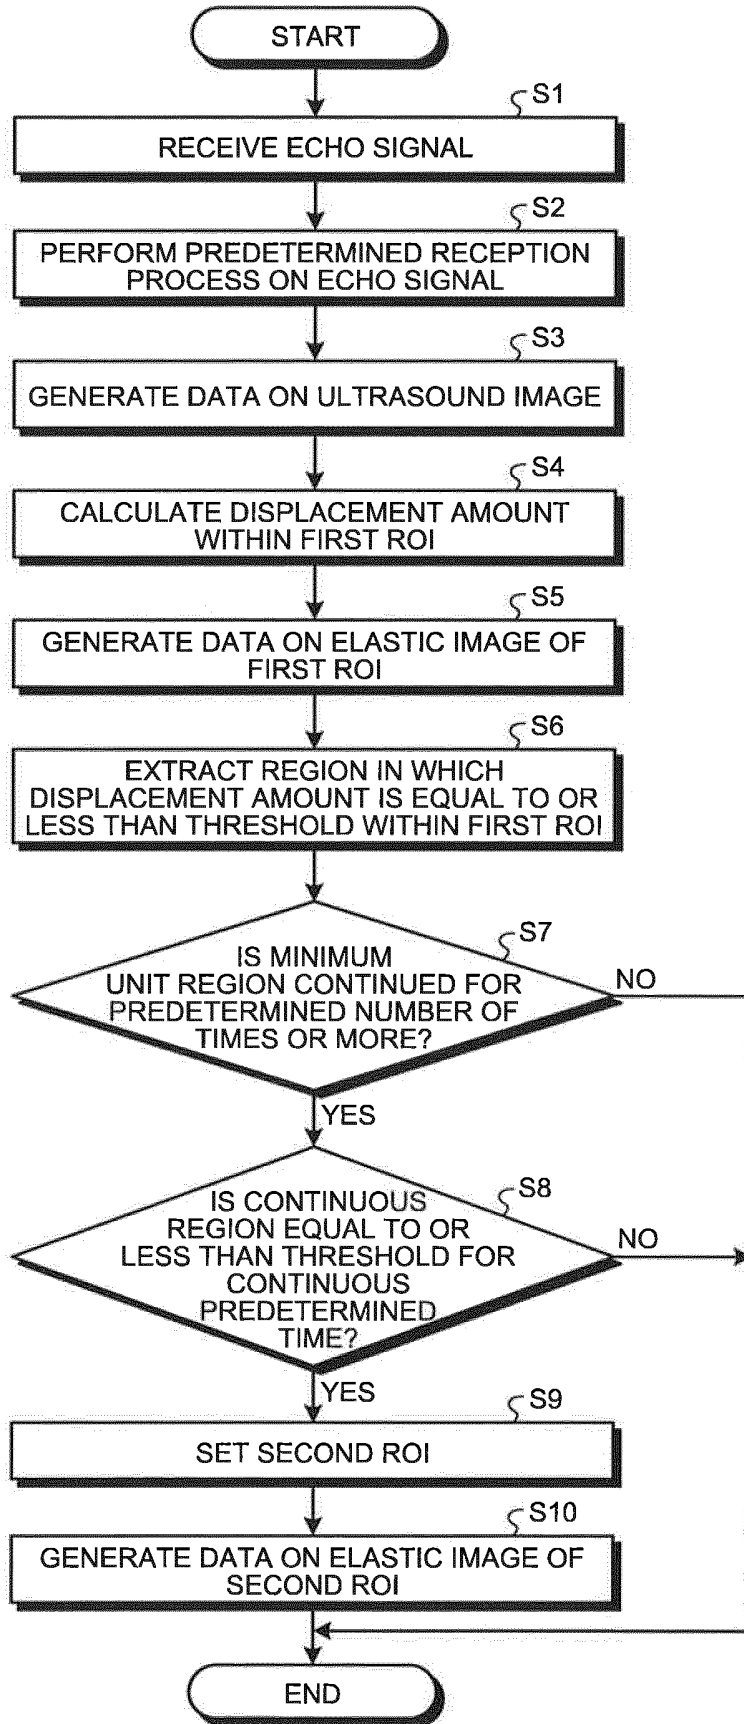 START
S1
RECEIVE ECHO SIGNAL
S2
PERFORM PREDETERMINED RECEPTION
PROCESS ON ECHO SIGNAL
S3
GENERATE DATA ON ULTRASOUND IMAGE
S4
CALCULATE DISPLACEMENT AMOUNT
WITHIN FIRST ROI
S5
GENERATE DATA ON ELASTIC IMAGE OF
FIRST ROI
S6
EXTRACT REGION IN WHICH
DISPLACEMENT AMOUNT IS EQUAL TO OR
LESS THAN THRESHOLD WITHIN FIRST ROI
S7
IS MINIMUM
UNIT REGION CONTINUED FOR
PREDETERMINED NUMBER OF
TIMES OR MORE?
NO
YES
S8
IS CONTINUOUS
REGION EQUAL TO OR
LESS THAN THRESHOLD FOR
CONTINUOUS
PREDETERMINED
TIME?
NO
YES
S9
SET SECOND ROI
S10
GENERATE DATA ON ELASTIC IMAGE OF
SECOND ROI
END